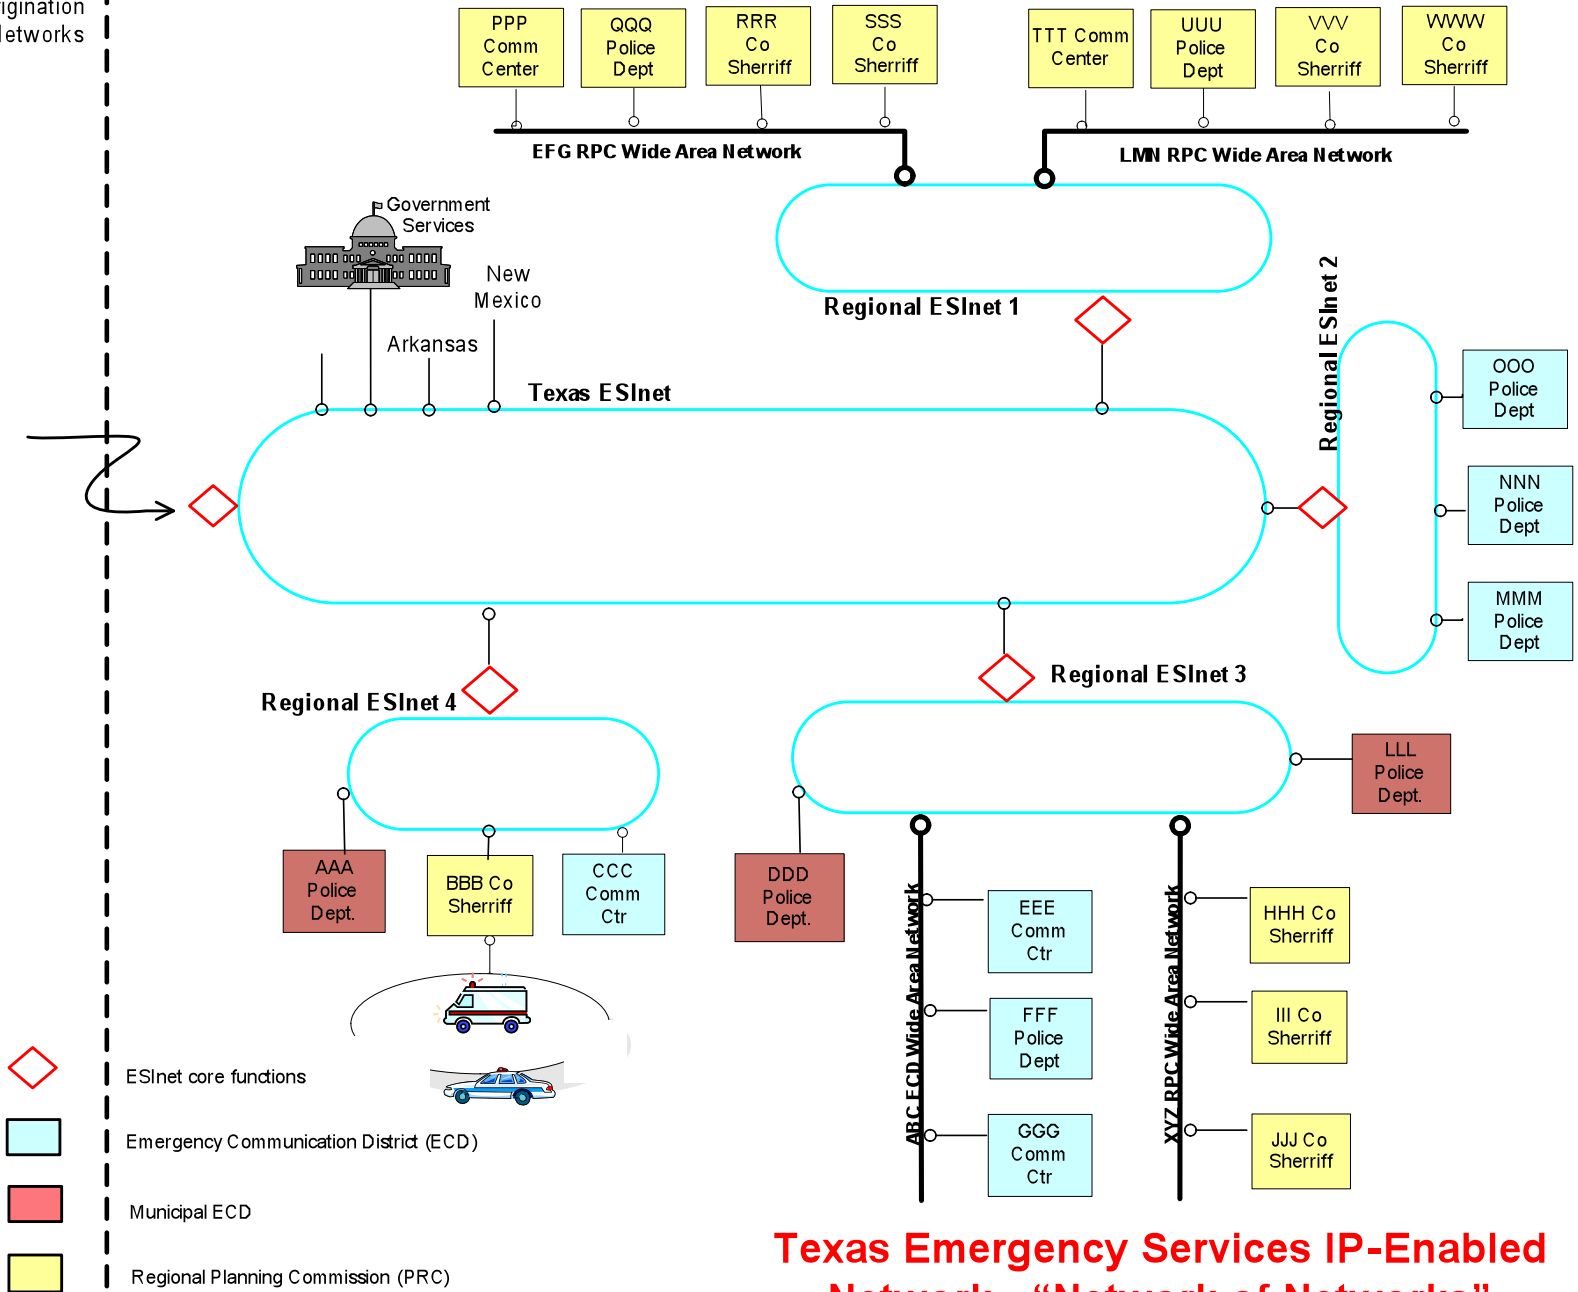 igination
Networks
PPP
Comm
Center
QQQ
Police
Dept
RRR
Co
Sherriff
SSS
Co
Sherriff
TTT Comm
Center
UUU
Police
Dept
VVV
Co
Sherriff
WWW
Co
Sherriff
EFG RPC Wide Area Network
LMN RPC Wide Area Network
Government
Services
New
Mexico
Arkansas
Regional ESInet 1
Regional ESInet 2
Texas ESInet
OOO
Police
Dept
NNN
Police
Dept
MMM
Police
Dept
Regional ESInet 4
Regional ESInet 3
LLL
Police
Dept.
AAA
Police
Dept.
BBB Co
Sherriff
CCC
Comm
Ctr
DDD
Police
Dept.
ABC ECD Wide Area Network
EEE
Comm
Ctr
FFF
Police
Dept
GGG
Comm
Ctr
XYZ RPC Wide Area Network
HHH Co
Sherriff
III Co
Sherriff
JJJ Co
Sherriff
ESInet core functions
Emergency Communication District (ECD)
Municipal ECD
Regional Planning Commission (PRC)
Texas Emergency Services IP-Enabled
Network - “Network of Networks”